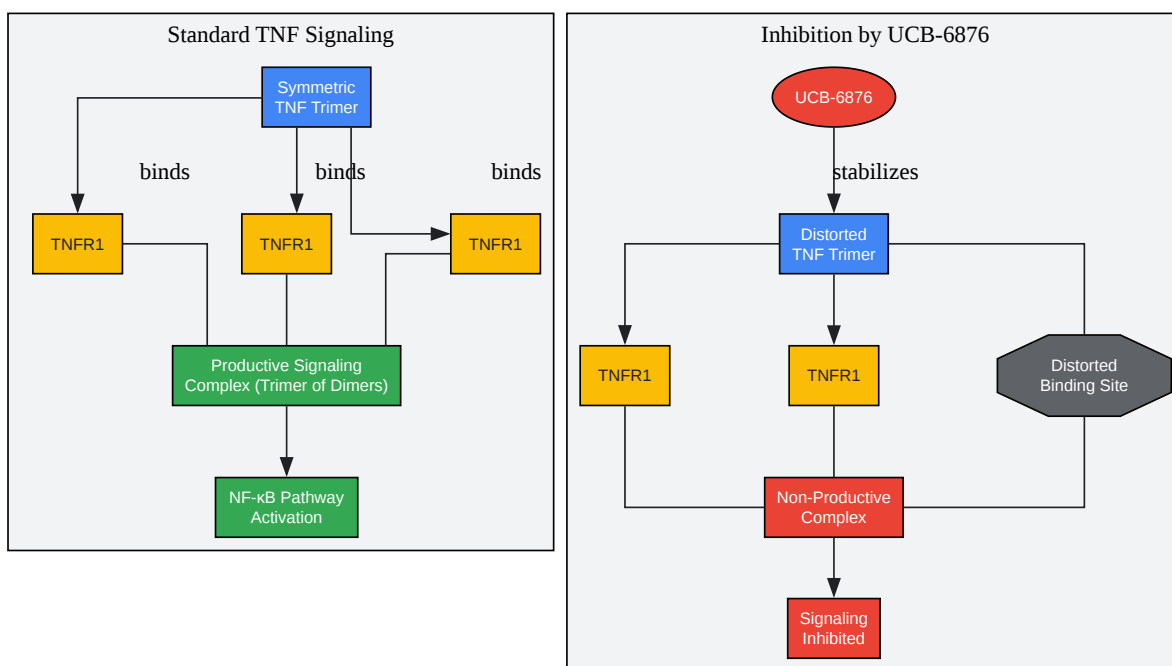 Standard TNF Signaling
Symmetric
TNF Trimer
binds
binds
binds
TNFR1
TNFR1
TNFR1
Productive Signaling
Complex (Trimer of Dimers)
NF-κB Pathway
Activation
Inhibition by UCB-6876
UCB-6876
stabilizes
Distorted
TNF Trimer
TNFR1
TNFR1
Distorted
Binding Site
Non-Productive
Complex
Signaling
Inhibited